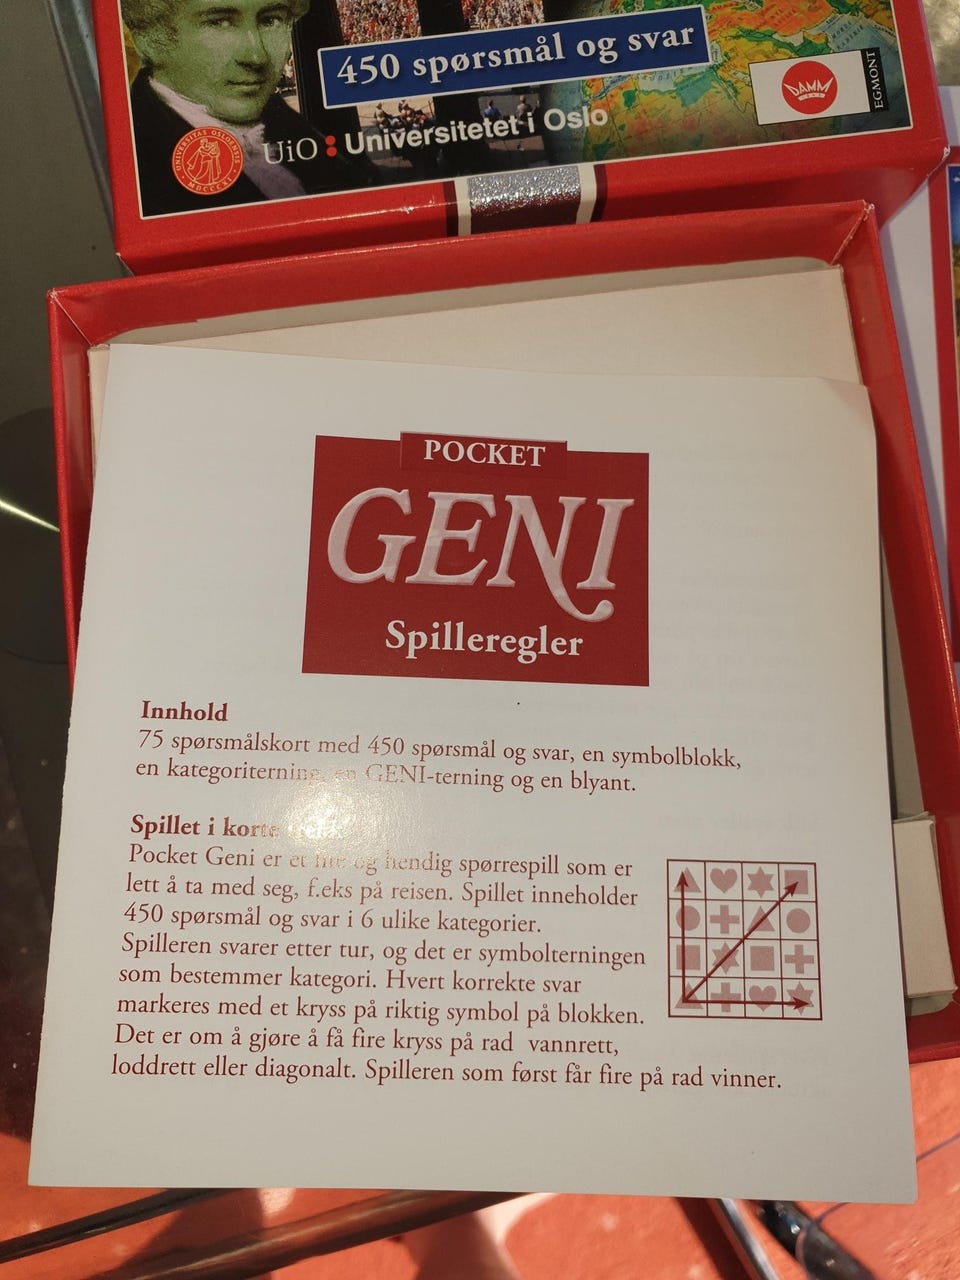 450 spørsmål og svar
DAMM
EGMONT
UNIVERSITAS OSLOENSIS
MDCCCXI
UiO : Universitetet i Oslo
POCKET
GENI
Spilleregler
Innhold
75 spørsmålskort med 450 spørsmål og svar, en symbolblokk,
en kategoriterning, en GENI-terning og en blyant.
Spillet i korte
Pocket Geni er et lite og hendig spørrespill som er
lett å ta med seg, f.eks på reisen. Spillet inneholder
450 spørsmål og svar i 6 ulike kategorier.
Spilleren svarer etter tur, og det er symbolterningen
som bestemmer kategori. Hvert korrekte svar
markeres med et kryss på riktig symbol på blokken.
Det er om å gjøre å få fire kryss på rad vannrett,
loddrett eller diagonalt. Spilleren som først får fire på rad vinner.